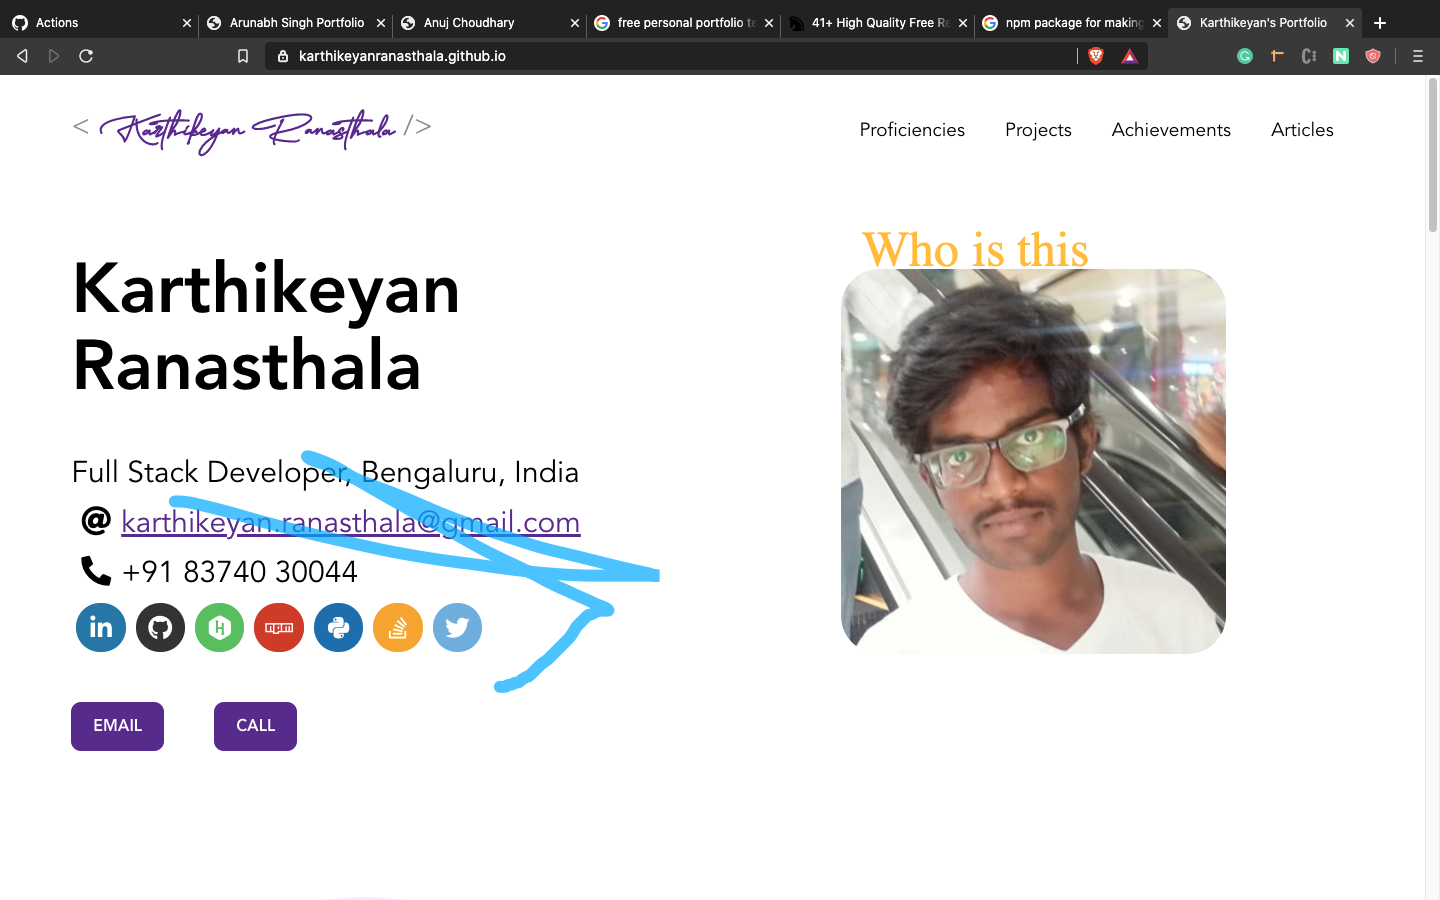 Actions
Arunabh Singh Portfolio
Anuj Choudhary
free personal portfolio te
41+ High Quality Free Re
npm package for making
Karthikeyan's Portfolio
karthikeyanranasthala.github.io
< Karthikeyan Ranasthala />
Proficiencies Projects Achievements Articles
Who is this
Karthikeyan
Ranasthala
Full Stack Developer, Bengaluru, India
karthikeyan.ranasthala@gmail.com
+91 83740 30044
in
npm
EMAIL CALL